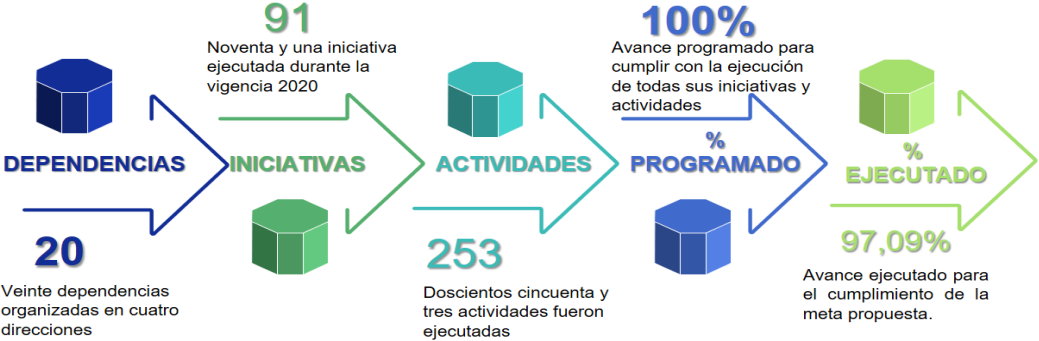 DEPENDENCIAS
20
Veinte dependencias
organizadas en cuatro
direcciones
91
Noventa y una iniciativa
ejecutada durante la
vigencia 2020
INICIATIVAS
ACTIVIDADES
253
Doscientos cincuenta y
tres actividades fueron
ejecutadas
100%
Avance programado para
cumplir con la ejecución
de todas sus iniciativas y
actividades
%
PROGRAMADO
%
EJECUTADO
97,09%
Avance ejecutado para
el cumplimiento de la
meta propuesta.